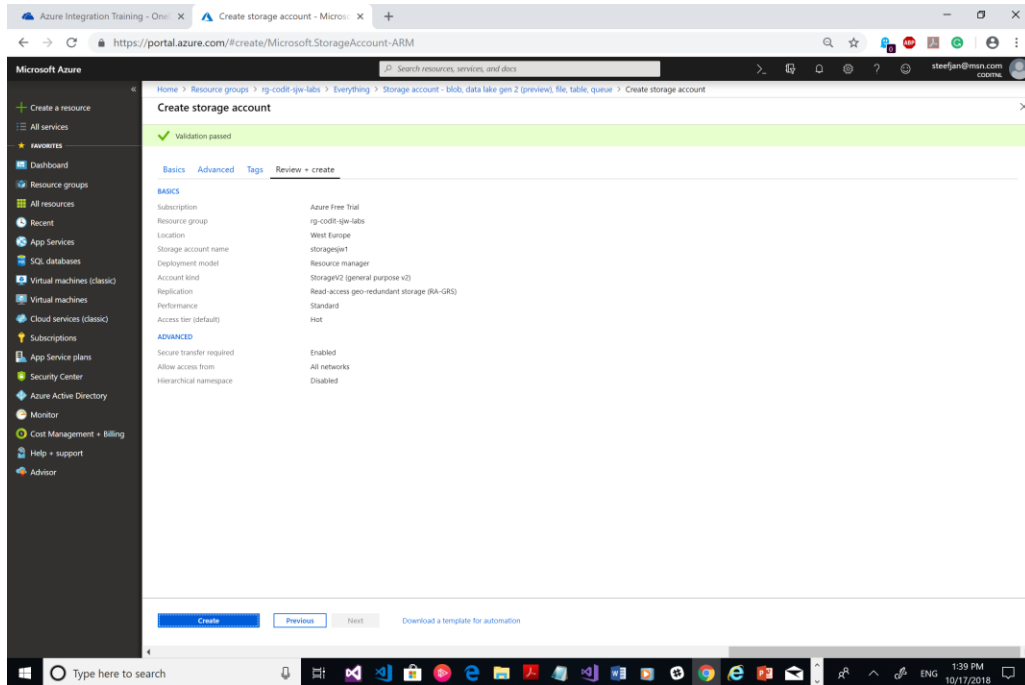 Azure Integration Training - One
Create storage account - Micros
https://portal.azure.com/#create/Microsoft.StorageAccount-ARM
ABP
0
Microsoft Azure
Search resources, services, and docs
steefjan@msn.com
CODITNL
Create a resource
All services
FAVORITES
Dashboard
Resource groups
All resources
Recent
App Services
SQL databases
Virtual machines (classic)
Virtual machines
Cloud services (classic)
Subscriptions
App Service plans
Security Center
Azure Active Directory
Monitor
Cost Management + Billing
Help + support
Advisor
Home > Resource groups > rg-codit-sjw-labs > Everything > Storage account - blob, data lake gen 2 (preview), file, table, queue > Create storage account
Create storage account
Validation passed
Basics Advanced Tags Review + create
BASICS
Subscription Azure Free Trial
Resource group rg-codit-sjw-labs
Location West Europe
Storage account name storagesjw1
Deployment model Resource manager
Account kind StorageV2 (general purpose v2)
Replication Read-access geo-redundant storage (RA-GRS)
Performance Standard
Access tier (default) Hot
ADVANCED
Secure transfer required Enabled
Allow access from All networks
Hierarchical namespace Disabled
Create Previous Next Download a template for automation
Type here to search
ENG
1:39 PM
10/17/2018